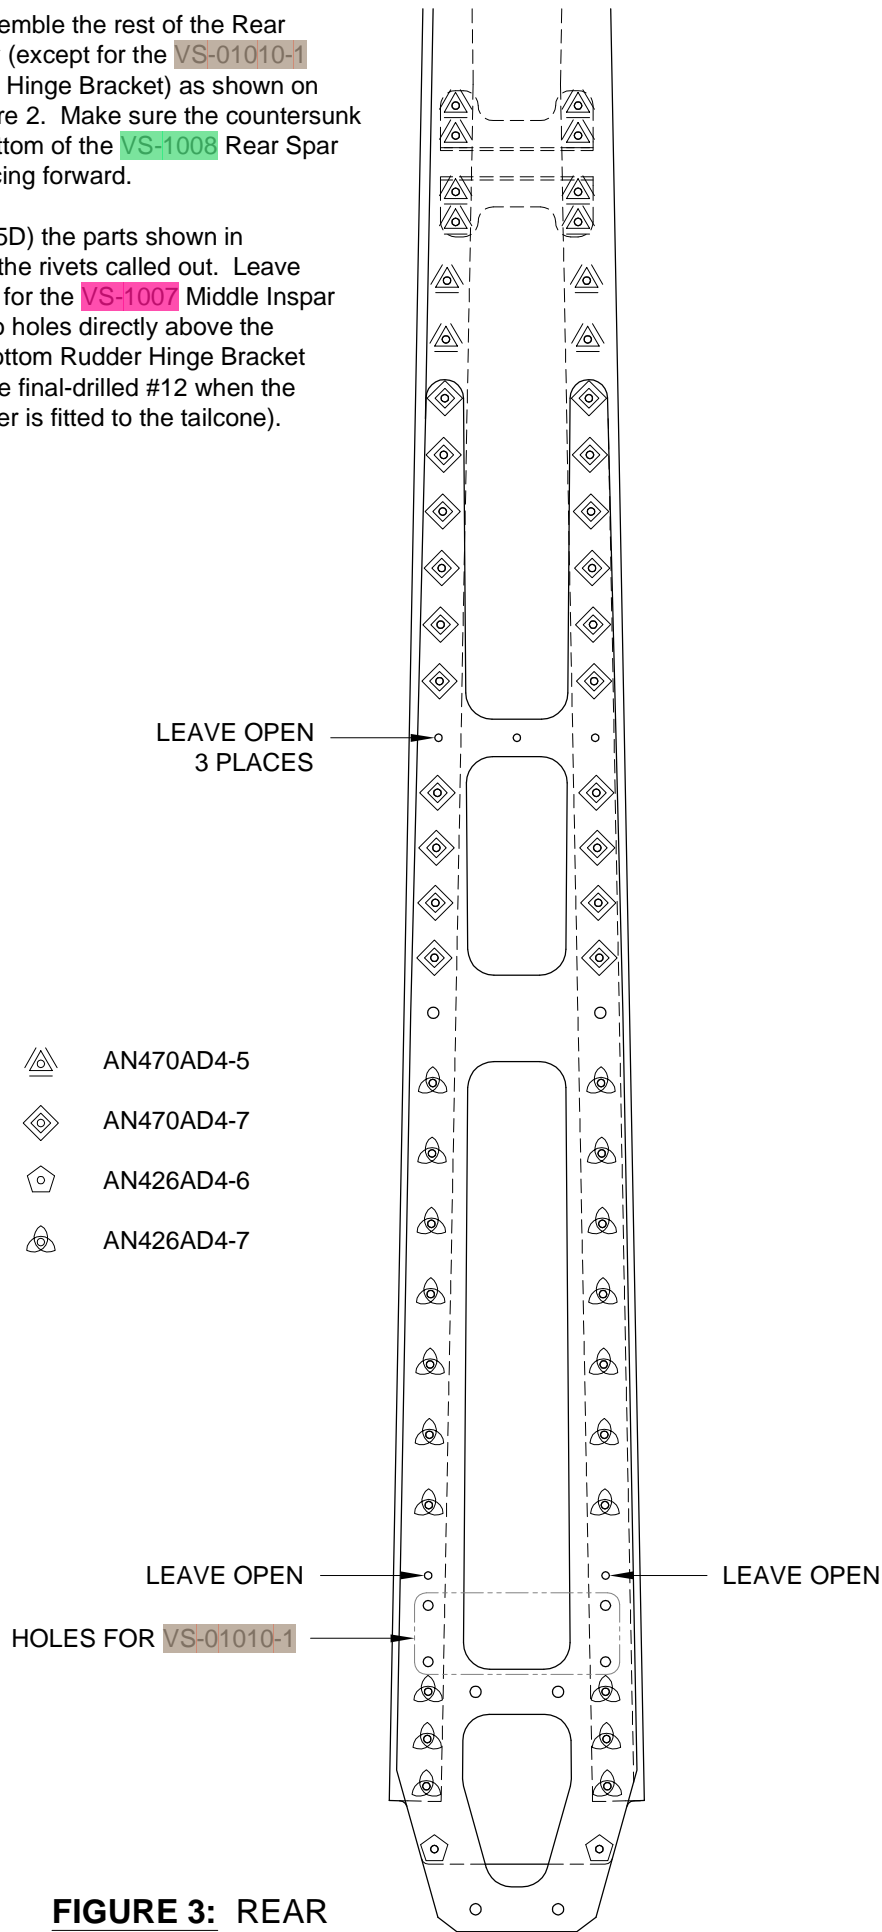 emble the rest of the Rear
(except for the VS-01010-1
Hinge Bracket) as shown on
re 2. Make sure the countersunk
ttom of the VS-1008 Rear Spar
cing forward.
5D) the parts shown in
the rivets called out. Leave
for the VS-1007 Middle Inspar
o holes directly above the
ottom Rudder Hinge Bracket
e final-drilled #12 when the
er is fitted to the tailcone).
LEAVE OPEN
3 PLACES
AN470AD4-5
AN470AD4-7
AN426AD4-6
AN426AD4-7
LEAVE OPEN
LEAVE OPEN
HOLES FOR VS-01010-1
FIGURE 3: REAR